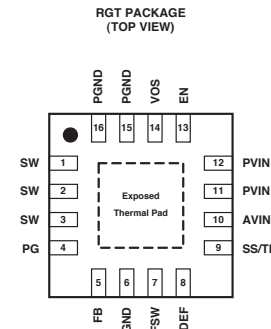 RGT PACKAGE
(TOP VIEW)
PGND
PGND
VOS
EN
16 15 14 13
SW 1 12 PVIN
SW 2 11 PVIN
Exposed
Thermal Pad
SW 3 10 AVIN
PG 4 9
5 6 7 8
FB
GND
FSW
DEF